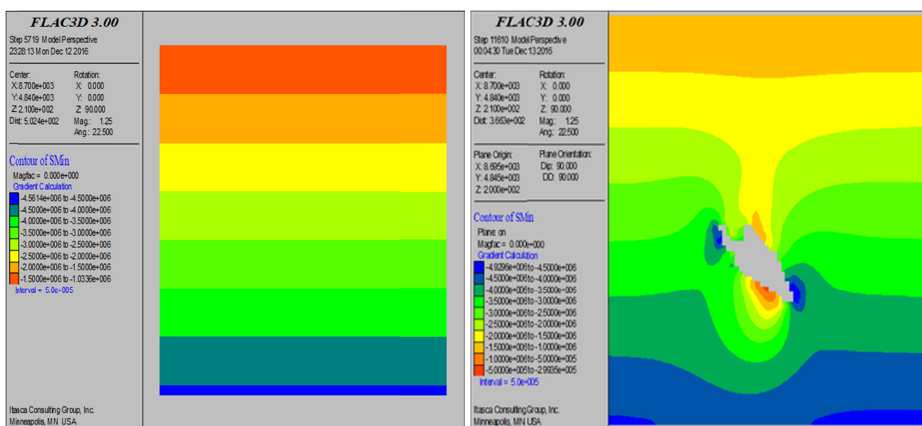 FLAC3D 3.00
Step 5719 Model Perspective
23:28:13 Mon Dec 12 2016
Center: Rotation:
X: 8.700e+003 X: 0.000
Y: 4.840e+003 Y: 0.000
Z: 2.100e+002 Z: 90.000
Dist: 5.024e+002 Mag.: 1.25
Ang.: 22.500
Contour of SMin
Magfac = 0.000e+000
Gradient Calculation
-4.5614e+006 to -4.5000e+006
-4.5000e+006 to -4.0000e+006
-4.0000e+006 to -3.5000e+006
-3.5000e+006 to -3.0000e+006
-3.0000e+006 to -2.5000e+006
-2.5000e+006 to -2.0000e+006
-2.0000e+006 to -1.5000e+006
-1.5000e+006 to -1.0336e+006
Interval = 5.0e+005
Itasca Consulting Group, Inc.
Minneapolis, MN USA
FLAC3D 3.00
Step 11610 Model Perspective
00:04:30 Tue Dec 13 2016
Center: Rotation:
X: 8.700e+003 X: 0.000
Y: 4.840e+003 Y: 0.000
Z: 2.100e+002 Z: 90.000
Dist: 3.663e+002 Mag.: 1.25
Ang.: 22.500
Plane Origin: Plane Orientation:
X: 8.695e+003 Dip: 90.000
Y: 4.845e+003 DD: 90.000
Z: 2.000e+002
Contour of SMin
Plane: on
Magfac = 0.000e+000
Gradient Calculation
-4.9296e+006 to -4.5000e+006
-4.5000e+006 to -4.0000e+006
-4.0000e+006 to -3.5000e+006
-3.5000e+006 to -3.0000e+006
-3.0000e+006 to -2.5000e+006
-2.5000e+006 to -2.0000e+006
-2.0000e+006 to -1.5000e+006
-1.5000e+006 to -1.0000e+006
-1.0000e+006 to -5.0000e+005
-5.0000e+005 to -2.9935e+005
Interval = 5.0e+005
Itasca Consulting Group, Inc.
Minneapolis, MN USA